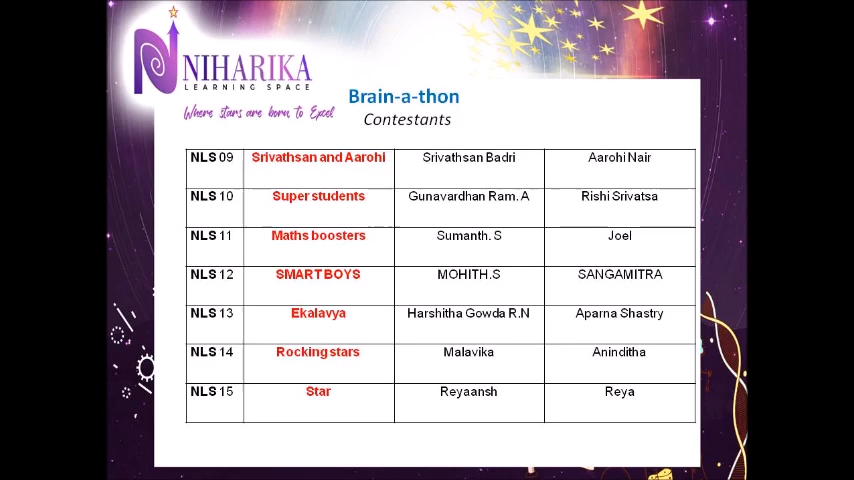 NIHARIKA
LEARNING SPACE
Where stars are born to Excel
Brain-a-thon
Contestants
NLS 09 Srivathsan and Aarohi Srivathsan Badri Aarohi Nair
NLS 10 Super students Gunavardhan Ram. A Rishi Srivatsa
NLS 11 Maths boosters Sumanth. S Joel
NLS 12 SMART BOYS MOHITH.S SANGAMITRA
NLS 13 Ekalavya Harshitha Gowda R.N Aparna Shastry
NLS 14 Rocking stars Malavika Aninditha
NLS 15 Star Reyaansh Reya